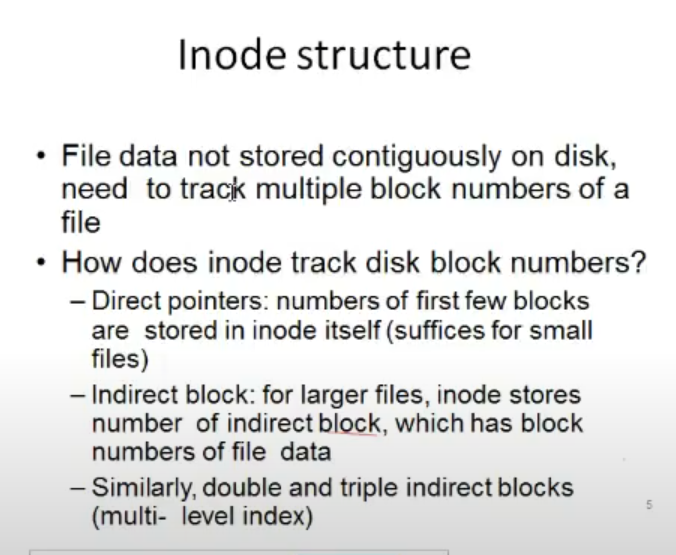 Inode structure
• File data not stored contiguously on disk,
need to track multiple block numbers of a
file
• How does inode track disk block numbers?
– Direct pointers: numbers of first few blocks
are stored in inode itself (suffices for small
files)
– Indirect block: for larger files, inode stores
number of indirect block, which has block
numbers of file data
– Similarly, double and triple indirect blocks
(multi- level index)
5